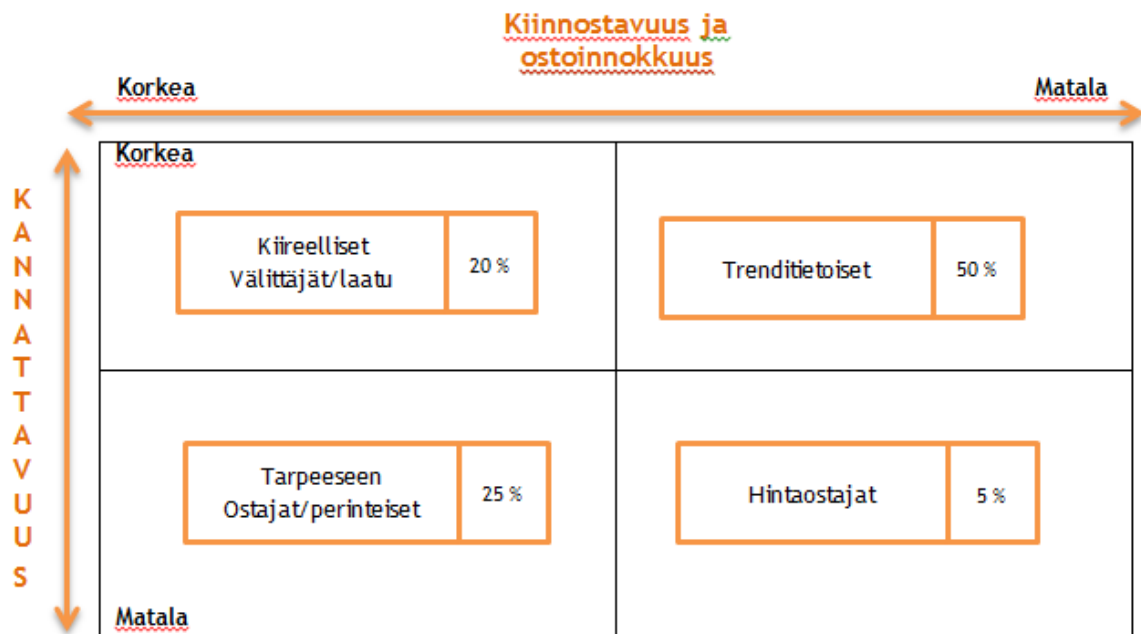 Kiinnostavuus ja
ostoinnokkuus
Korkea
Matala
Korkea
KANNATTAVUUS
Kiireelliset
Välittäjät/laatu
20 %
Trenditietoiset
50 %
Tarpeeseen
Ostajat/perinteiset
25 %
Hintaostajat
5 %
Matala